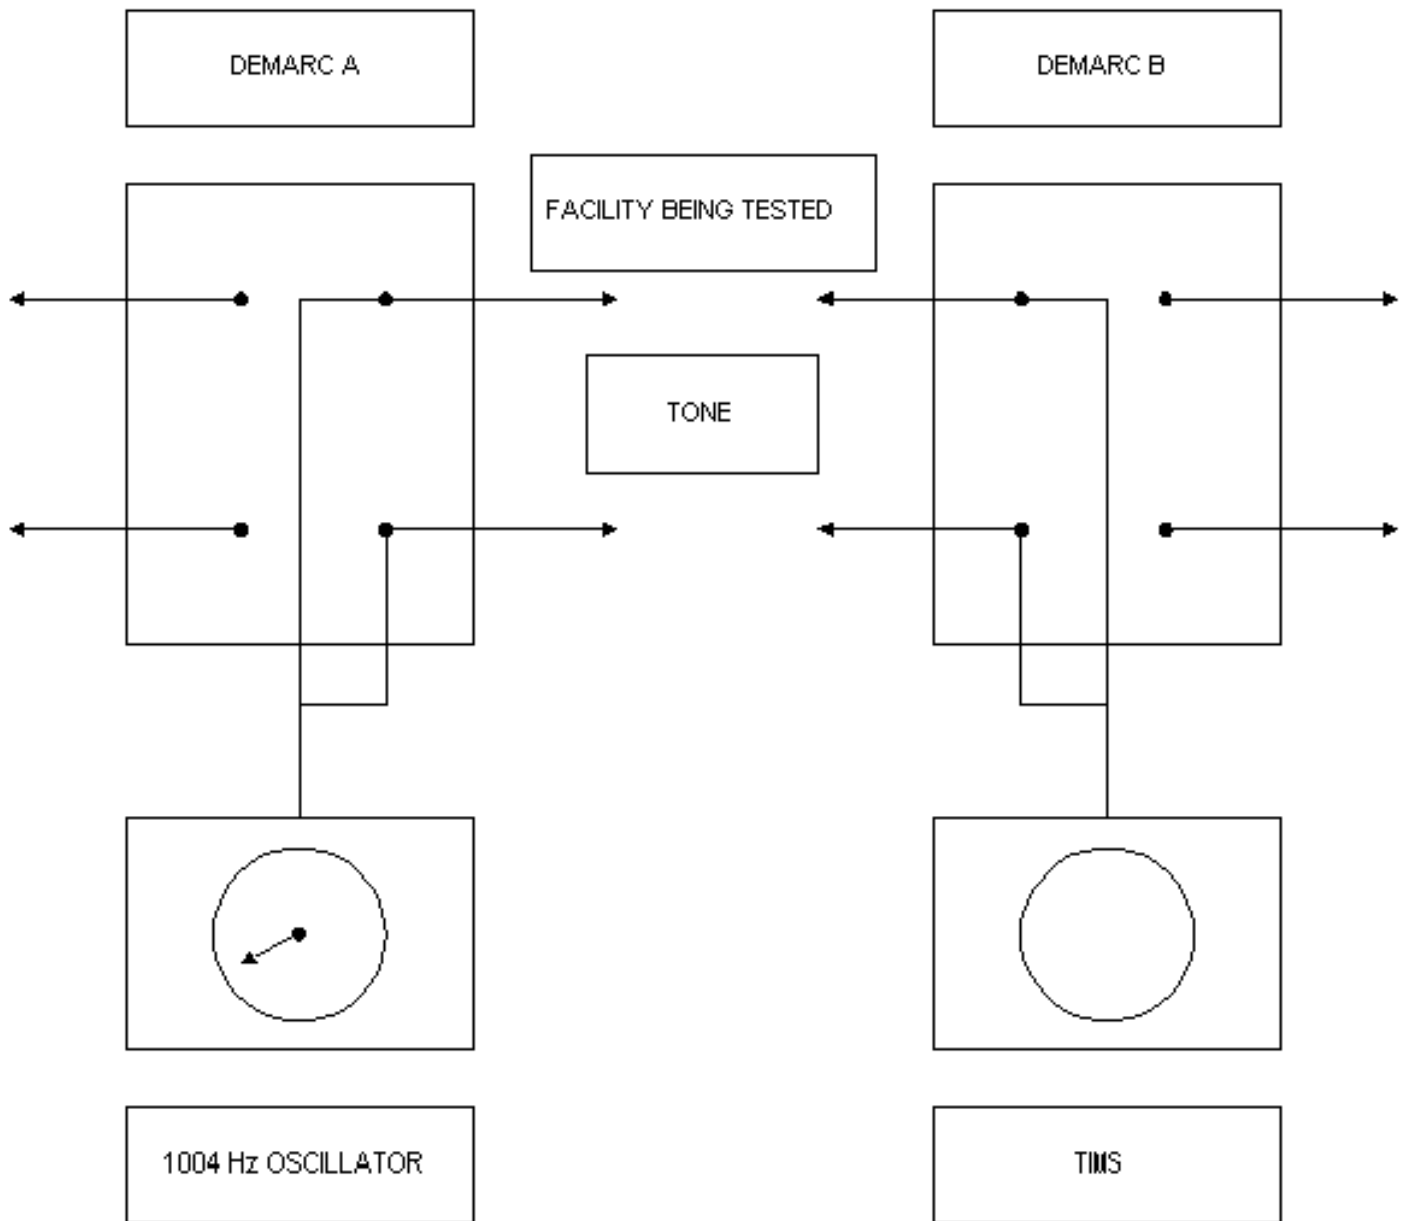 DEMARC A
DEMARC B
FACILITY BEING TESTED
TONE
1004 Hz OSCILLATOR
TIMS